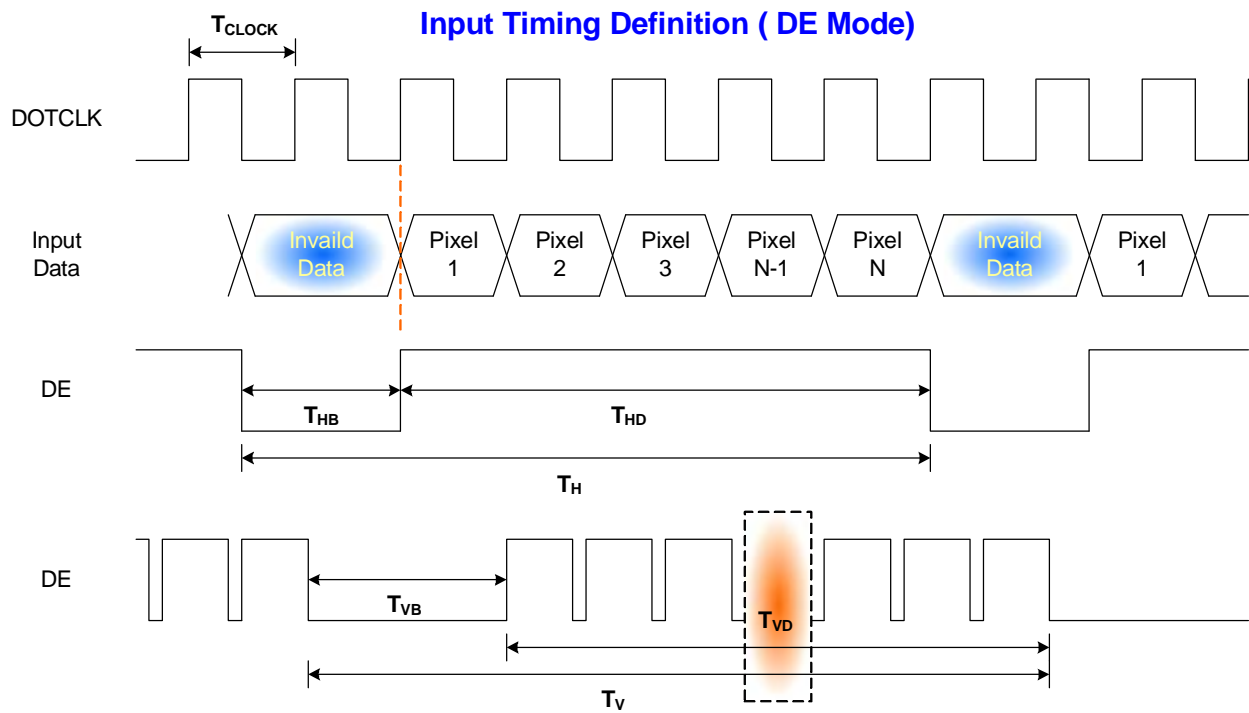 Input Timing Definition ( DE Mode)
TCLOCK
DOTCLK
Input
Data
Invaild
Data
Pixel
1
Pixel
2
Pixel
3
Pixel
N-1
Pixel
N
Invaild
Data
Pixel
1
DE
THB
THD
TH
DE
TVB
TVD
TV